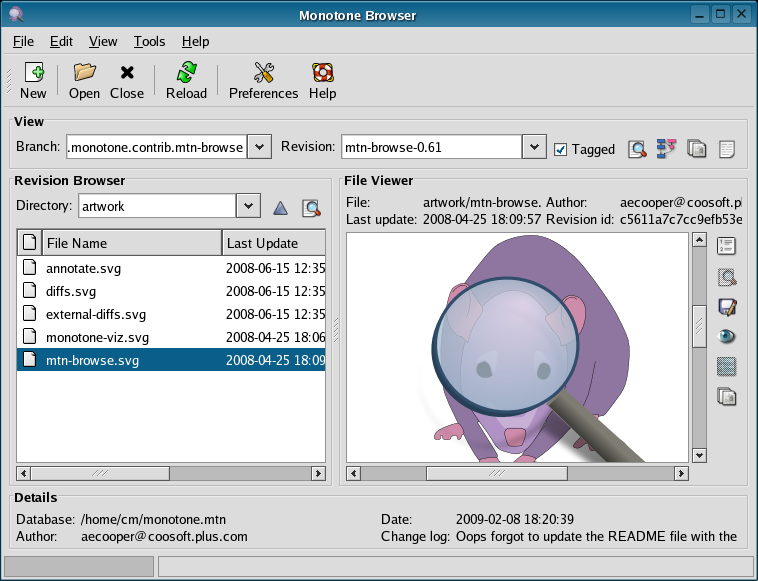 Monotone Browser
File Edit View Tools Help
New Open Close Reload Preferences Help
View
Branch: .monotone.contrib.mtn-browse Revision: mtn-browse-0.61 Tagged
Revision Browser
Directory: artwork
File Name Last Update
annotate.svg 2008-06-15 12:35
diffs.svg 2008-06-15 12:35
external-diffs.svg 2008-06-15 12:35
monotone-viz.svg 2008-04-25 18:06
mtn-browse.svg 2008-04-25 18:09
File Viewer
File: artwork/mtn-browse. Author: aecooper@coosoft.pl
Last update: 2008-04-25 18:09:57 Revision id: c5611a7c7cc9efb53e
Details
Database: /home/cm/monotone.mtn Date: 2009-02-08 18:20:39
Author: aecooper@coosoft.plus.com Change log: Oops forgot to update the README file with the